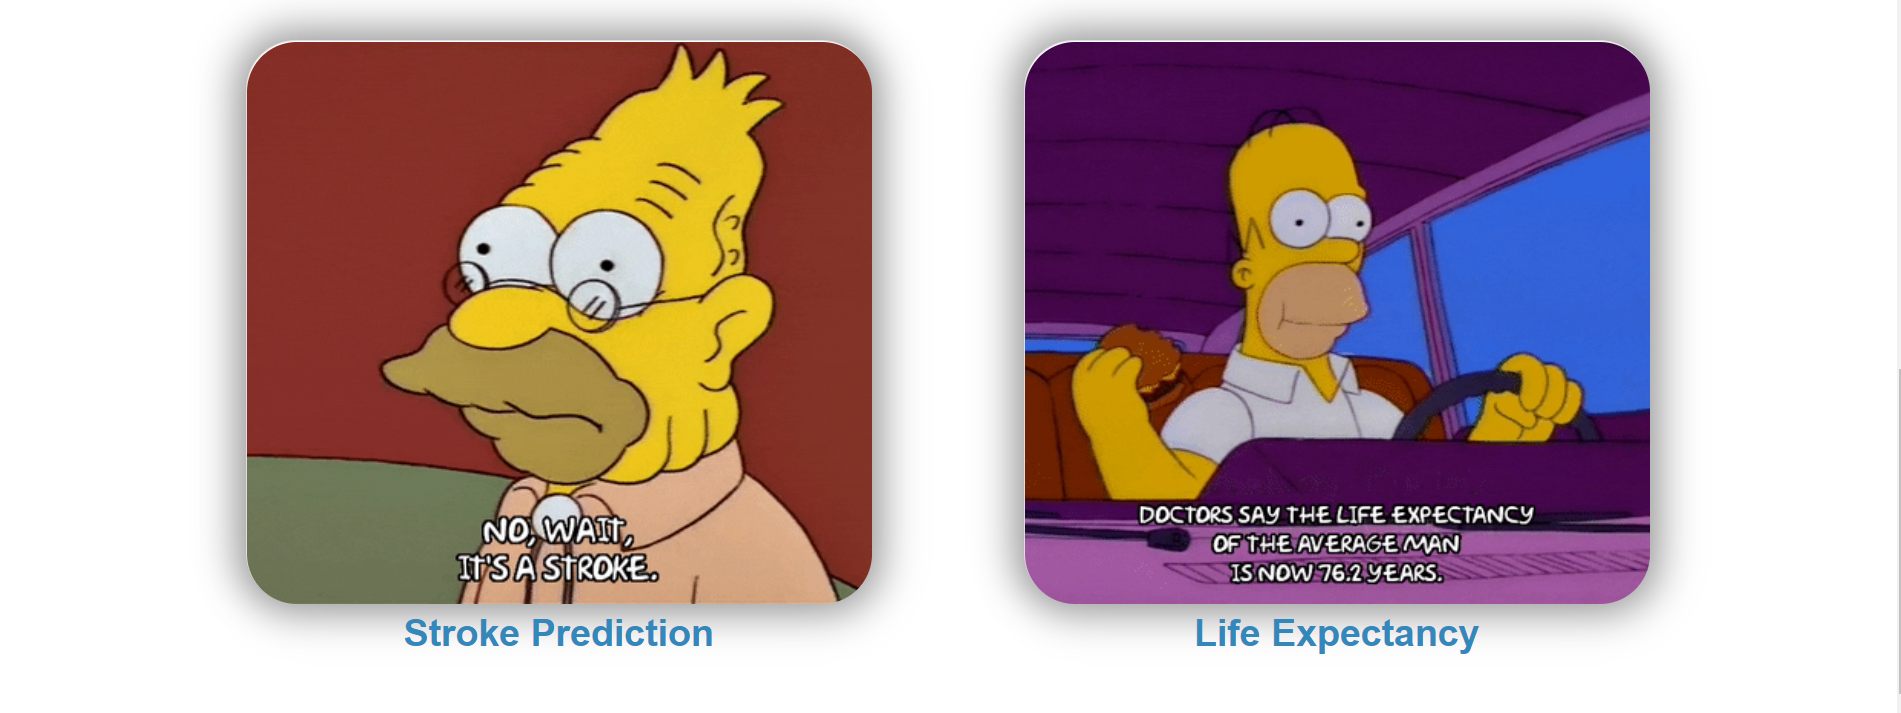 NO, WAIT,
IT'S A STROKE.
Stroke Prediction
DOCTORS SAY THE LIFE EXPECTANCY
OF THE AVERAGE MAN
IS NOW 76.2 YEARS.
Life Expectancy